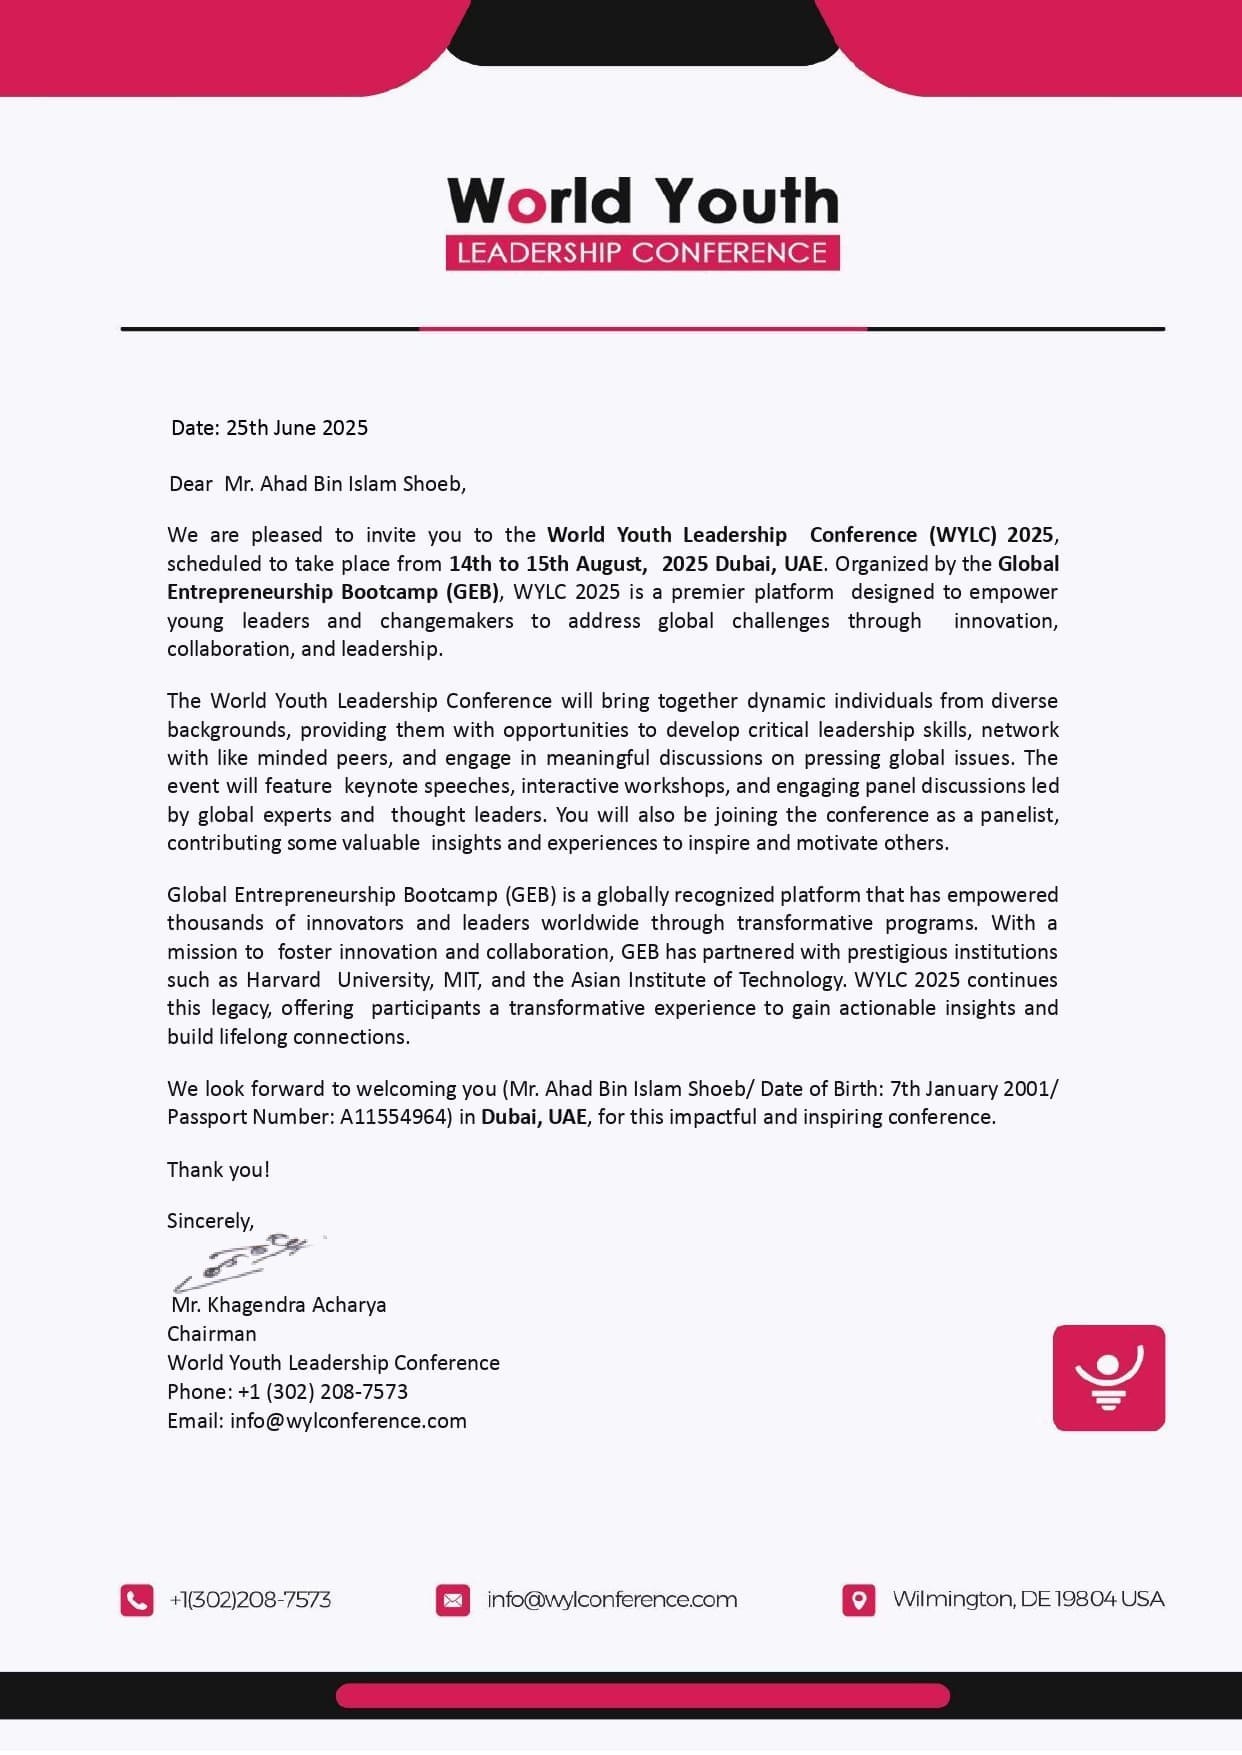 World Youth
LEADERSHIP CONFERENCE
Date: 25th June 2025
Dear Mr. Ahad Bin Islam Shoeb,
We are pleased to invite you to the World Youth Leadership Conference (WYLC) 2025,
scheduled to take place from 14th to 15th August, 2025 Dubai, UAE. Organized by the Global
Entrepreneurship Bootcamp (GEB), WYLC 2025 is a premier platform designed to empower
young leaders and changemakers to address global challenges through innovation,
collaboration, and leadership.
The World Youth Leadership Conference will bring together dynamic individuals from diverse
backgrounds, providing them with opportunities to develop critical leadership skills, network
with like minded peers, and engage in meaningful discussions on pressing global issues. The
event will feature keynote speeches, interactive workshops, and engaging panel discussions led
by global experts and thought leaders. You will also be joining the conference as a panelist,
contributing some valuable insights and experiences to inspire and motivate others.
Global Entrepreneurship Bootcamp (GEB) is a globally recognized platform that has empowered
thousands of innovators and leaders worldwide through transformative programs. With a
mission to foster innovation and collaboration, GEB has partnered with prestigious institutions
such as Harvard University, MIT, and the Asian Institute of Technology. WYLC 2025 continues
this legacy, offering participants a transformative experience to gain actionable insights and
build lifelong connections.
We look forward to welcoming you (Mr. Ahad Bin Islam Shoeb/ Date of Birth: 7th January 2001/
Passport Number: A11554964) in Dubai, UAE, for this impactful and inspiring conference.
Thank you!
Sincerely,
Mr. Khagendra Acharya
Chairman
World Youth Leadership Conference
Phone: +1 (302) 208-7573
Email: info@wylconference.com
+1(302)208-7573
info@wylconference.com
Wilmington, DE 19804 USA